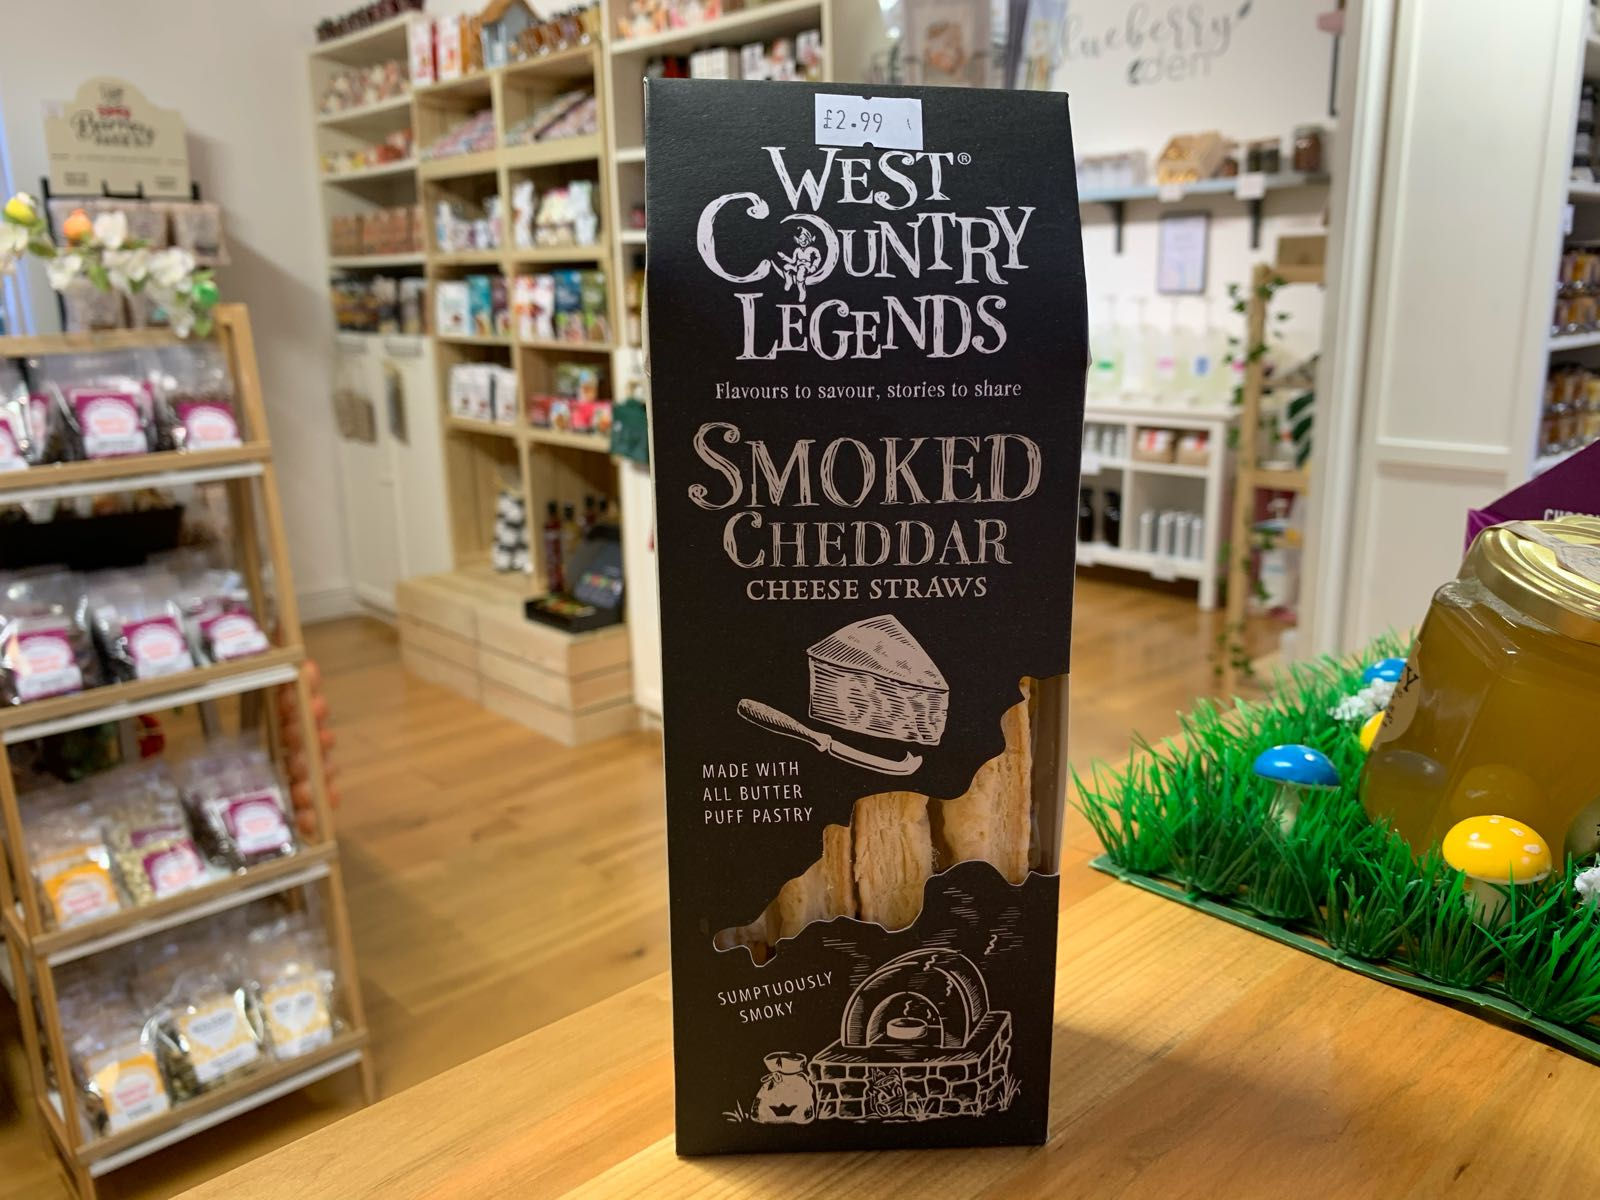 £2.99
WEST®
COUNTRY
LEGENDS
Flavours to savour, stories to share
SMOKED
CHEDDAR
CHEESE STRAWS
MADE WITH
ALL BUTTER
PUFF PASTRY
SUMPTUOUSLY
SMOKY